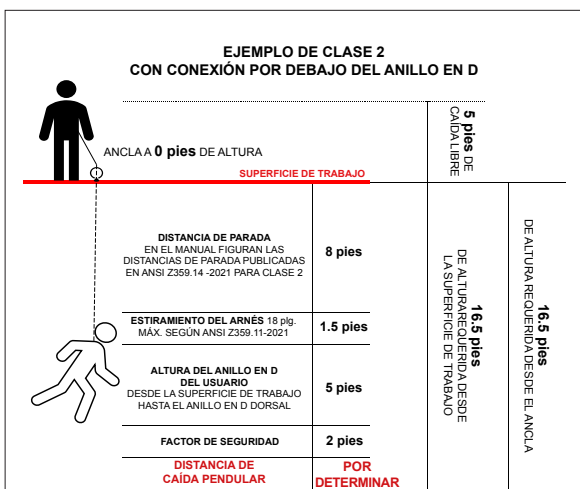 EJEMPLO DE CLASE 2
CON CONEXIÓN POR DEBAJO DEL ANILLO EN D
5 pies DE
CAÍDA LIBRE
ANCLA A 0 pies DE ALTURA
SUPERFICIE DE TRABAJO
DISTANCIA DE PARADA
EN EL MANUAL FIGURAN LAS
DISTANCIAS DE PARADA PUBLICADAS
EN ANSI Z359.14 -2021 PARA CLASE 2
8 pies
ESTIRAMIENTO DEL ARNÉS 18 plg.
MÁX. SEGÚN ANSI Z359.11-2021
1.5 pies
ALTURA DEL ANILLO EN D
DEL USUARIO
DESDE LA SUPERFICIE DE TRABAJO
HASTA EL ANILLO EN D DORSAL
5 pies
FACTOR DE SEGURIDAD
2 pies
DISTANCIA DE
CAÍDA PENDULAR
POR
DETERMINAR
16.5 pies
DE ALTURA REQUERIDA DESDE
LA SUPERFICIE DE TRABAJO
16.5 pies
DE ALTURA REQUERIDA DESDE EL ANCLA